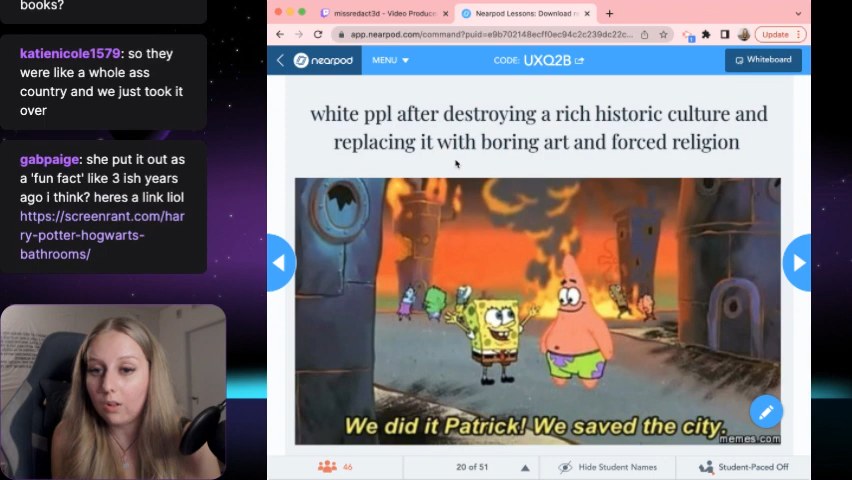 books?
katienicole1579: so they
were like a whole ass
country and we just took it
over
gabpaige: she put it out as
a 'fun fact' like 3 ish years
ago i think? heres a link liol
https://screenrant.com/har
ry-potter-hogwarts-
bathrooms/
missredact3d - Video Produce
Nearpod Lessons: Download n
app.nearpod.com/command?puid=e9b702148ecff0ec94c2c239dc22c...
Update
nearpod
MENU
CODE: UXQ2B
Whiteboard
white ppl after destroying a rich historic culture and
replacing it with boring art and forced religion
We did it Patrick! We saved the city.
memes.com
46
20 of 51
Hide Student Names
Student-Paced Off